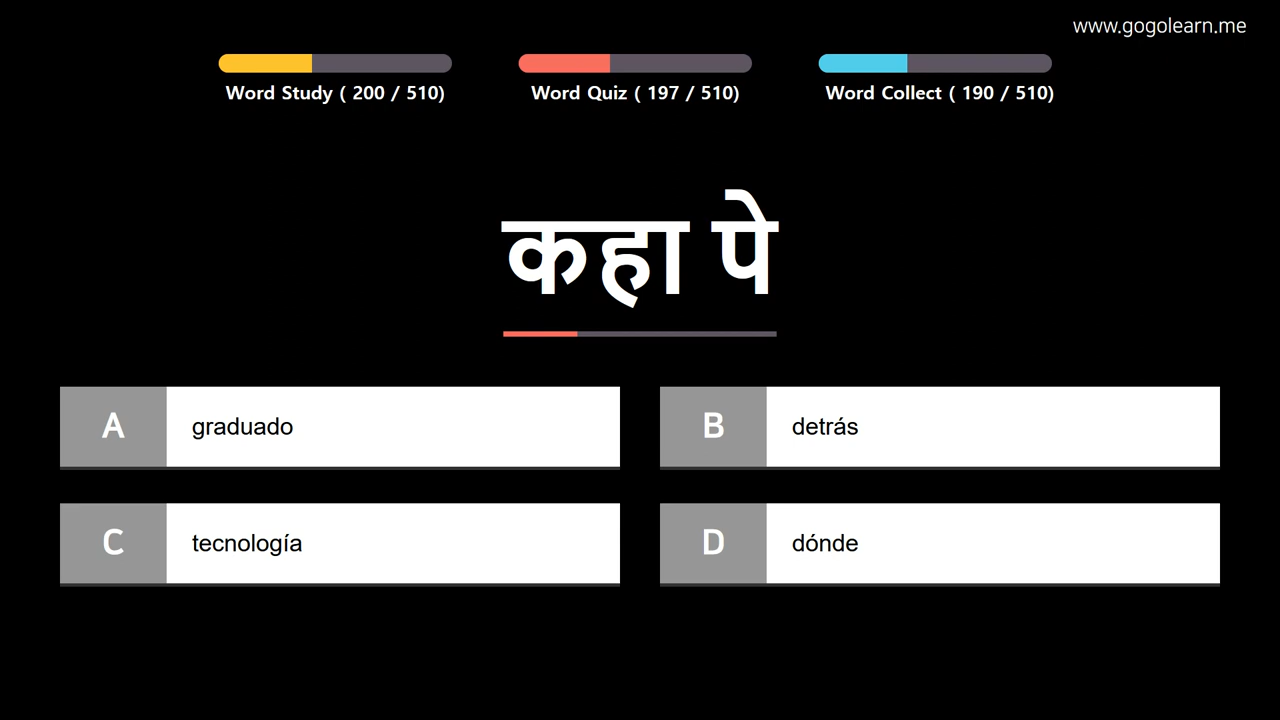 www.gogolearn.me
Word Study ( 200 / 510)
Word Quiz ( 197 / 510)
Word Collect ( 190 / 510)
कहा पे
A graduado
B detrás
C tecnología
D dónde